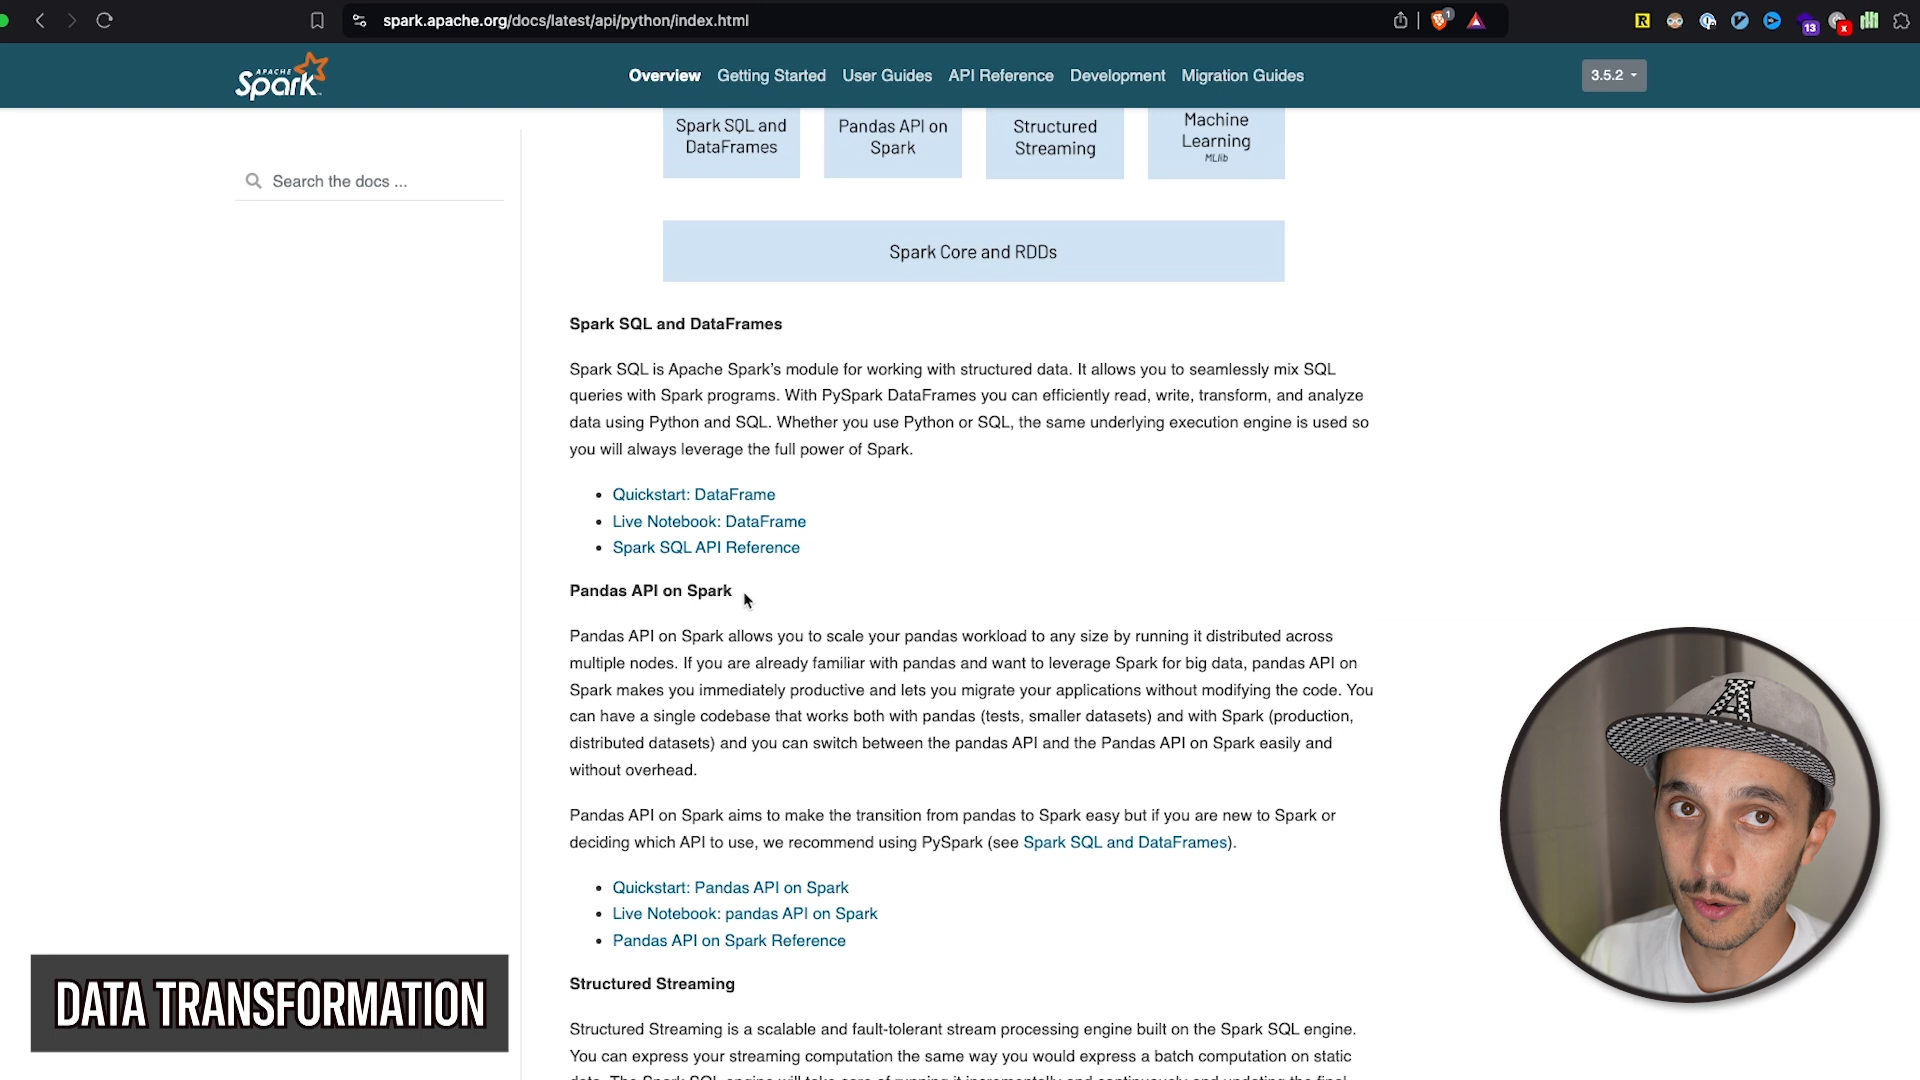 spark.apache.org/docs/latest/api/python/index.html
1
R
13
x
APACHE
Spark
Overview Getting Started User Guides API Reference Development Migration Guides
3.5.2
Search the docs ...
Spark SQL and
DataFrames
Pandas API on
Spark
Structured
Streaming
Machine
Learning
MLlib
Spark Core and RDDs
Spark SQL and DataFrames
Spark SQL is Apache Spark’s module for working with structured data. It allows you to seamlessly mix SQL
queries with Spark programs. With PySpark DataFrames you can efficiently read, write, transform, and analyze
data using Python and SQL. Whether you use Python or SQL, the same underlying execution engine is used so
you will always leverage the full power of Spark.
• Quickstart: DataFrame
• Live Notebook: DataFrame
• Spark SQL API Reference
Pandas API on Spark
Pandas API on Spark allows you to scale your pandas workload to any size by running it distributed across
multiple nodes. If you are already familiar with pandas and want to leverage Spark for big data, pandas API on
Spark makes you immediately productive and lets you migrate your applications without modifying the code. You
can have a single codebase that works both with pandas (tests, smaller datasets) and with Spark (production,
distributed datasets) and you can switch between the pandas API and the Pandas API on Spark easily and
without overhead.
Pandas API on Spark aims to make the transition from pandas to Spark easy but if you are new to Spark or
deciding which API to use, we recommend using PySpark (see Spark SQL and DataFrames).
• Quickstart: Pandas API on Spark
• Live Notebook: pandas API on Spark
• Pandas API on Spark Reference
Structured Streaming
Structured Streaming is a scalable and fault-tolerant stream processing engine built on the Spark SQL engine.
You can express your streaming computation the same way you would express a batch computation on static
A
DATA TRANSFORMATION